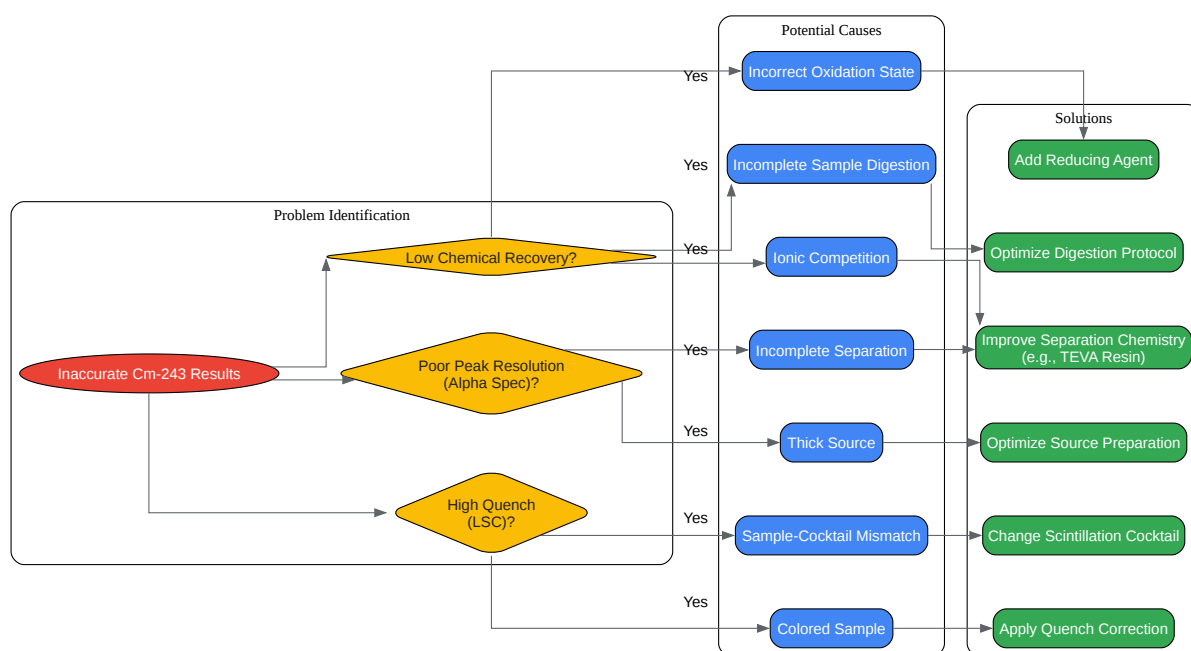 Potential Causes
Yes
Incorrect Oxidation State
Solutions
Yes
Incomplete Sample Digestion
Add Reducing Agent
Problem Identification
Low Chemical Recovery?
Yes
Ionic Competition
Optimize Digestion Protocol
Inaccurate Cm-243 Results
Poor Peak Resolution
(Alpha Spec)?
Yes
Incomplete Separation
Improve Separation Chemistry
(e.g., TEVA Resin)
Yes
Thick Source
Optimize Source Preparation
High Quench
(LSC)?
Yes
Sample-Cocktail Mismatch
Change Scintillation Cocktail
Yes
Colored Sample
Apply Quench Correction